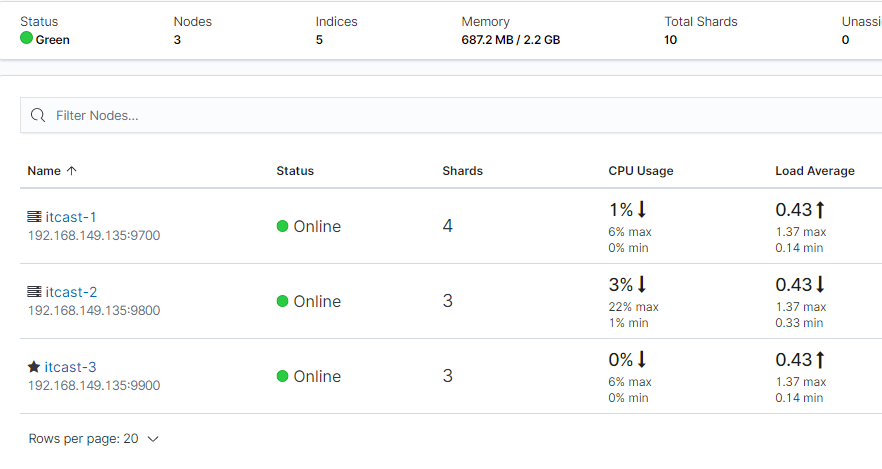 Status Nodes Indices Memory Total Shards Unassi
Green 3 5 687.2 MB / 2.2 GB 10 0
Filter Nodes...
Name ↑ Status Shards CPU Usage Load Average
itcast-1 Online 4 1% ↓ 0.43 ↑
192.168.149.135:9700 6% max 1.37 max
0% min 0.14 min
itcast-2 Online 3 3% ↓ 0.43 ↓
192.168.149.135:9800 22% max 1.37 max
1% min 0.33 min
itcast-3 Online 3 0% ↓ 0.43 ↑
192.168.149.135:9900 6% max 1.37 max
0% min 0.14 min
Rows per page: 20